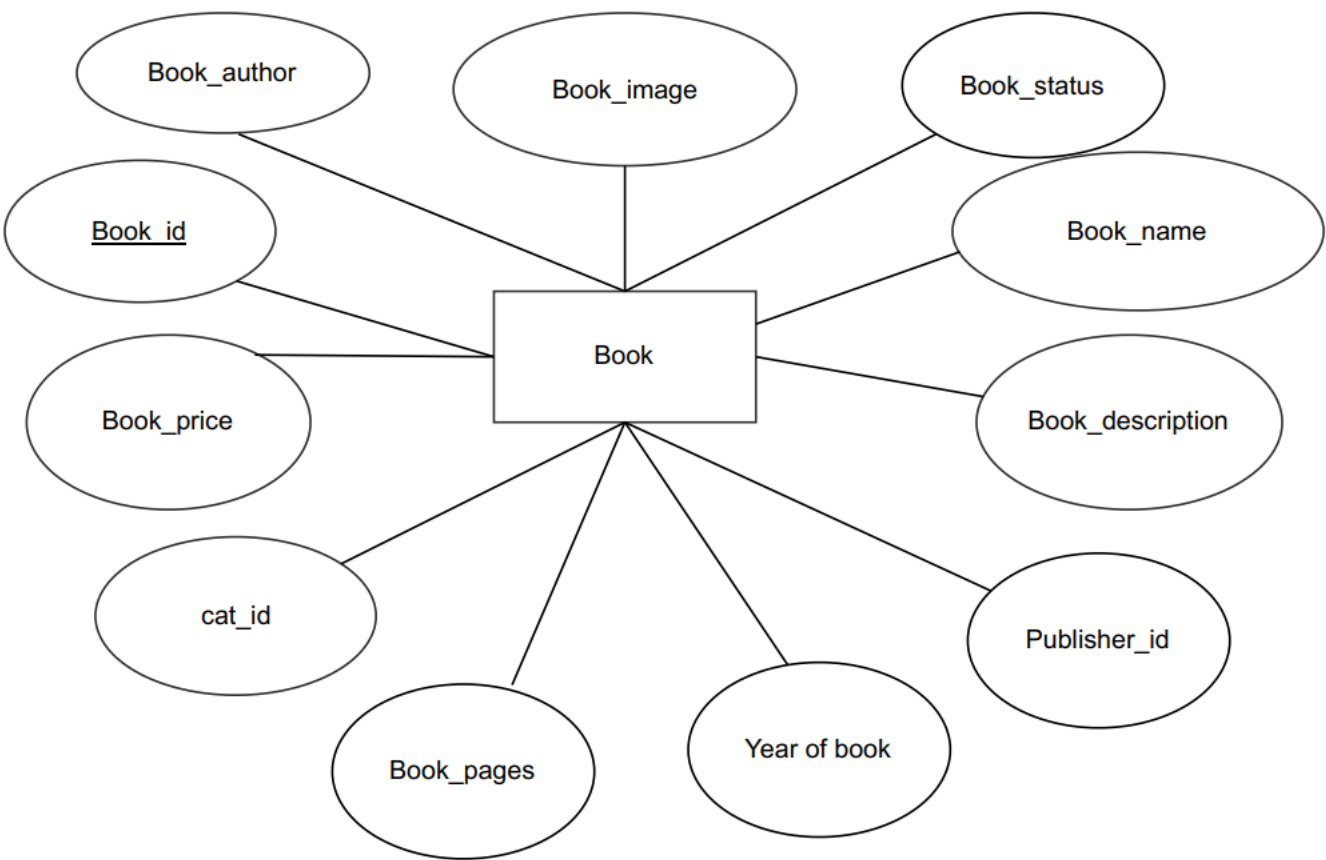 Book_author
Book_image
Book_status
Book_id
Book_name
Book
Book_price
Book_description
cat_id
Publisher_id
Book_pages
Year of book